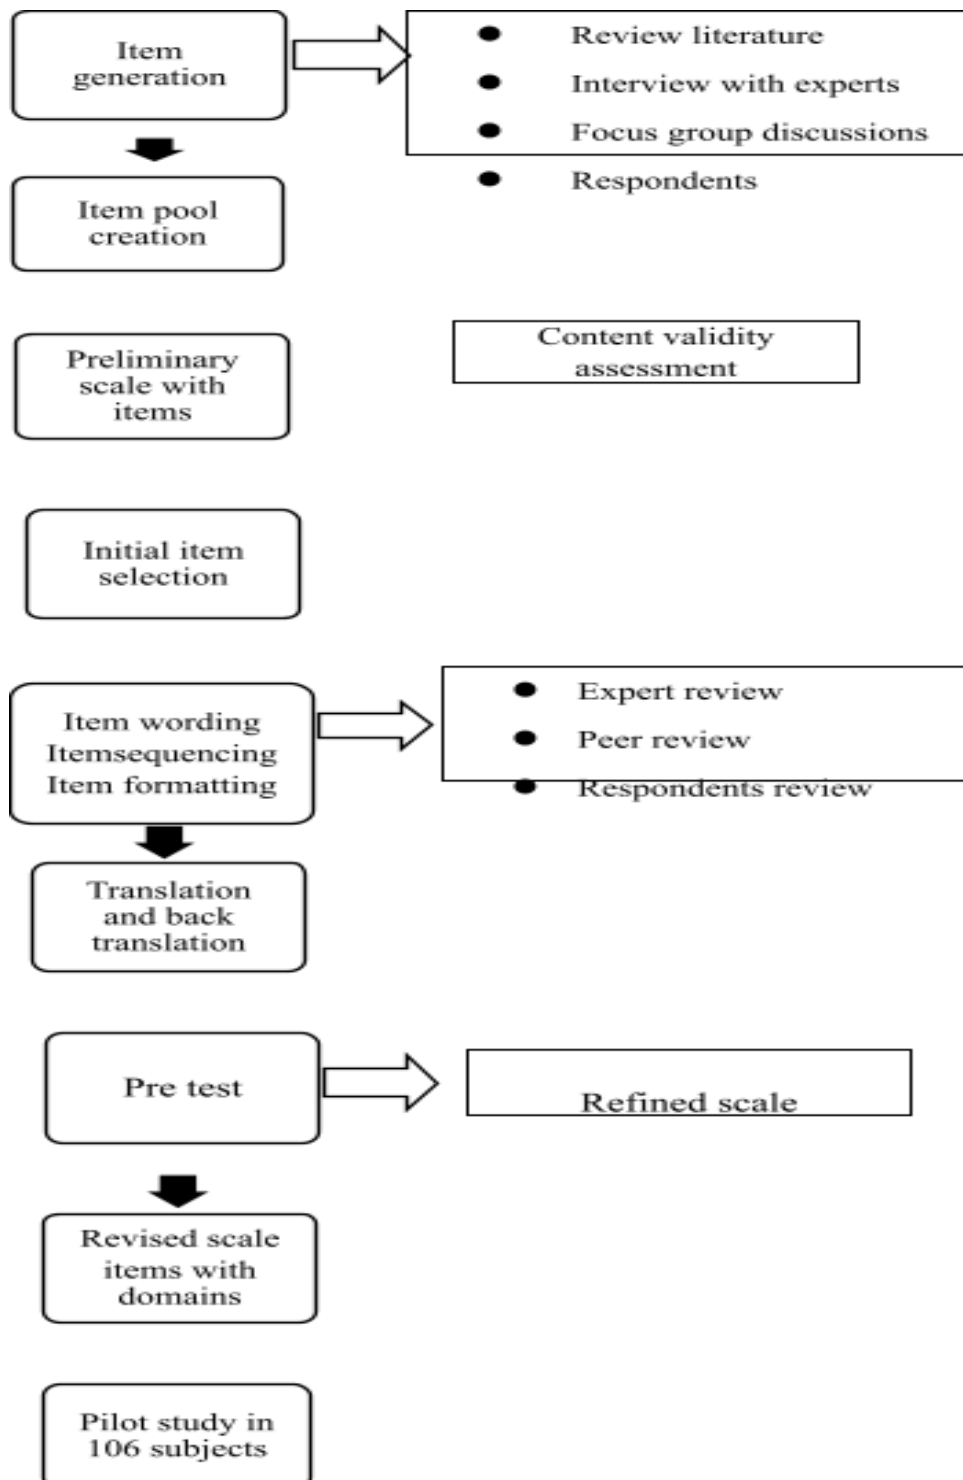 Item
generation
● Review literature
● Interview with experts
● Focus group discussions
● Respondents
Item pool
creation
Preliminary
scale with
items
Content validity
assessment
Initial item
selection
Item wording
Itemsequencing
Item formatting
● Expert review
● Peer review
● Respondents review
Translation
and back
translation
Pre test
Refined scale
Revised scale
items with
domains
Pilot study in
106 subjects